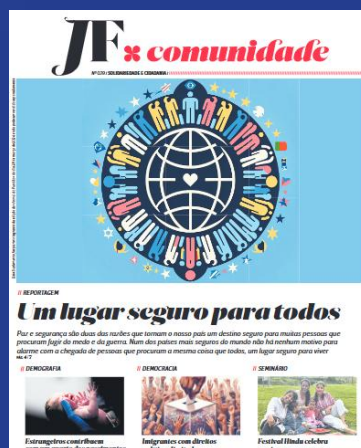 JF comunidade
Nº 039 / SOLIDARIEDADE E CIDADANIA /
// REPORTAGEM
Um lugar seguro para todos
Paz e segurança são duas das razões que tornam o nosso país um destino seguro para muitas pessoas que
procuram fugir do medo e da guerra. Num dos países mais seguros do mundo não há nenhum motivo para
alarme com a chegada de pessoas que procuram a mesma coisa que todos, um lugar seguro para viver
// DEMOGRAFIA
// DEMOCRACIA
// SEMINÁRIO
Estrangeiros contribuem
Imigrantes com direitos
Festival Hindu celebra